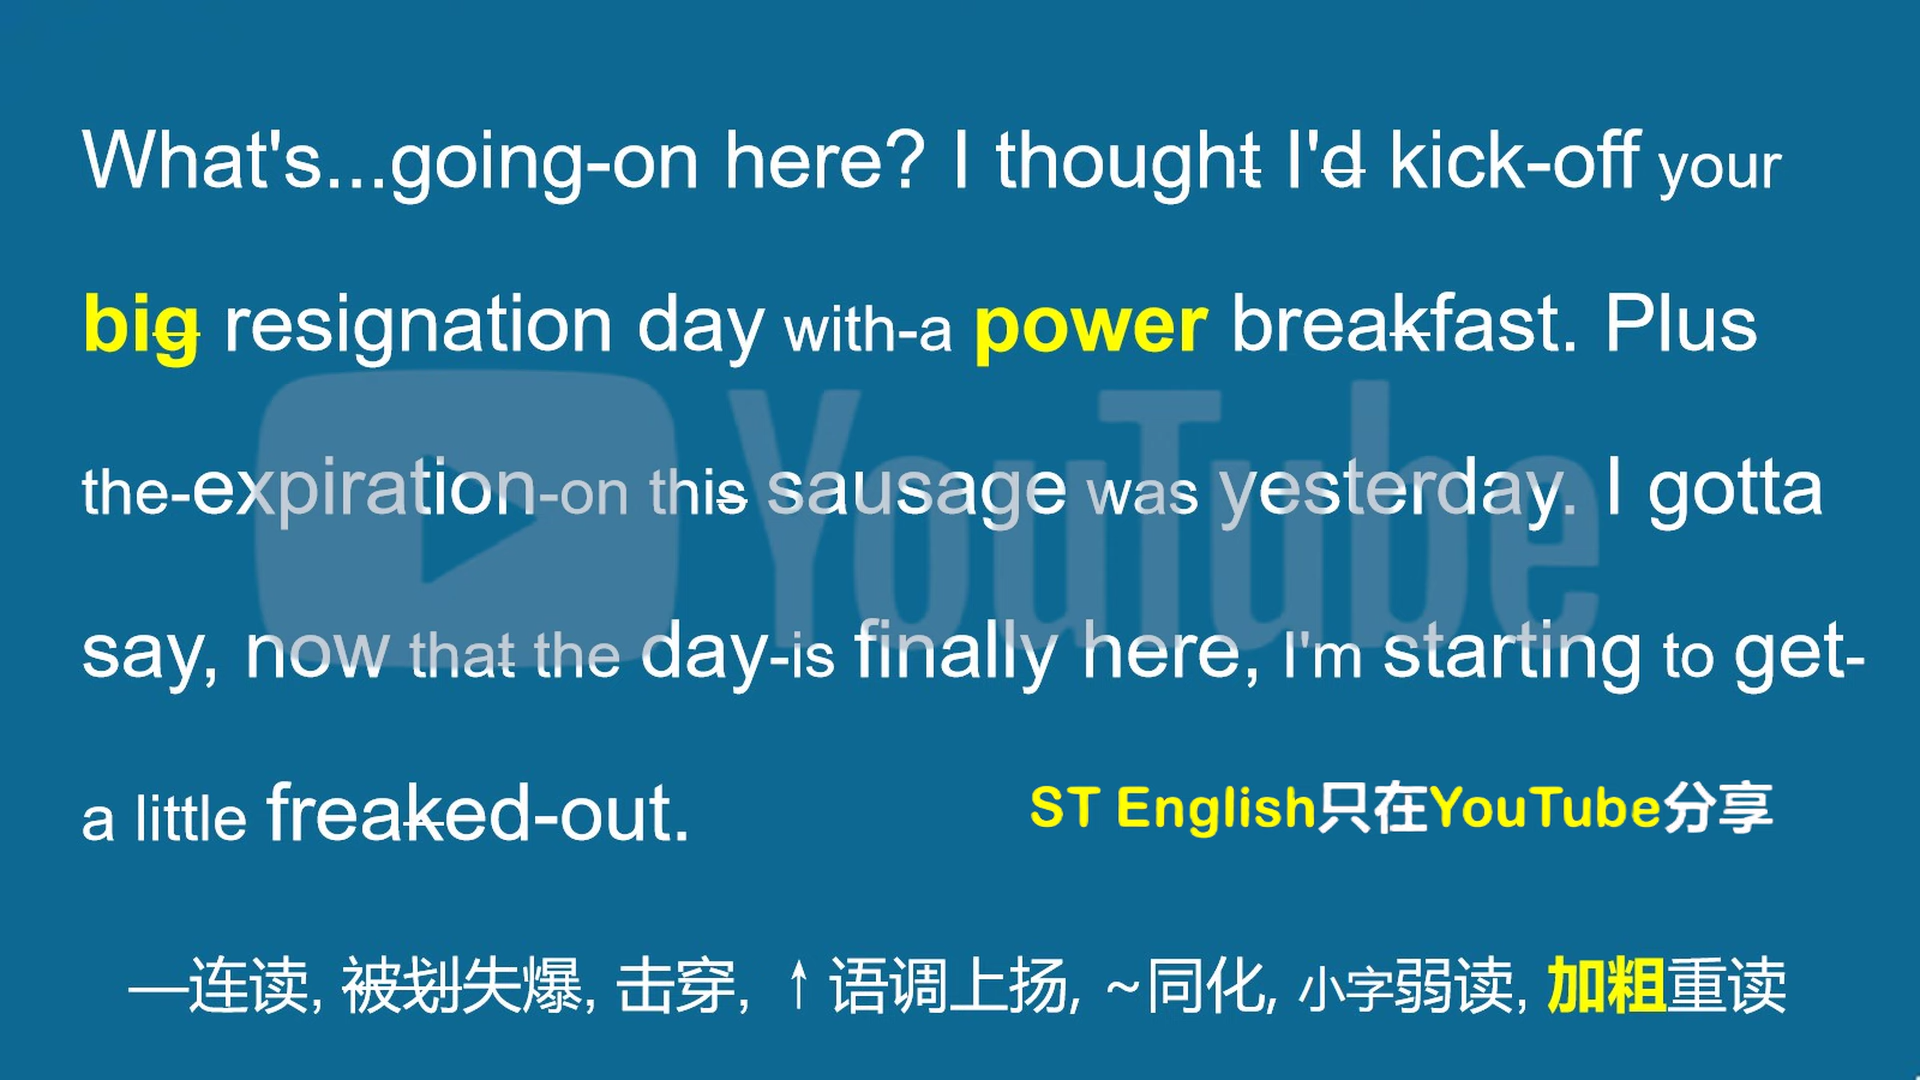 What's...going-on here? I thought I'd kick-off your
big resignation day with-a power breakfast. Plus
the-expiration-on this sausage was yesterday. I gotta
say, now that the day-is finally here, I'm starting to get-
a little freaked-out.
ST English只在YouTube分享
YouTube
—连读, 被划失爆, 击穿, ↑语调上扬, ~同化, 小字弱读, 加粗重读